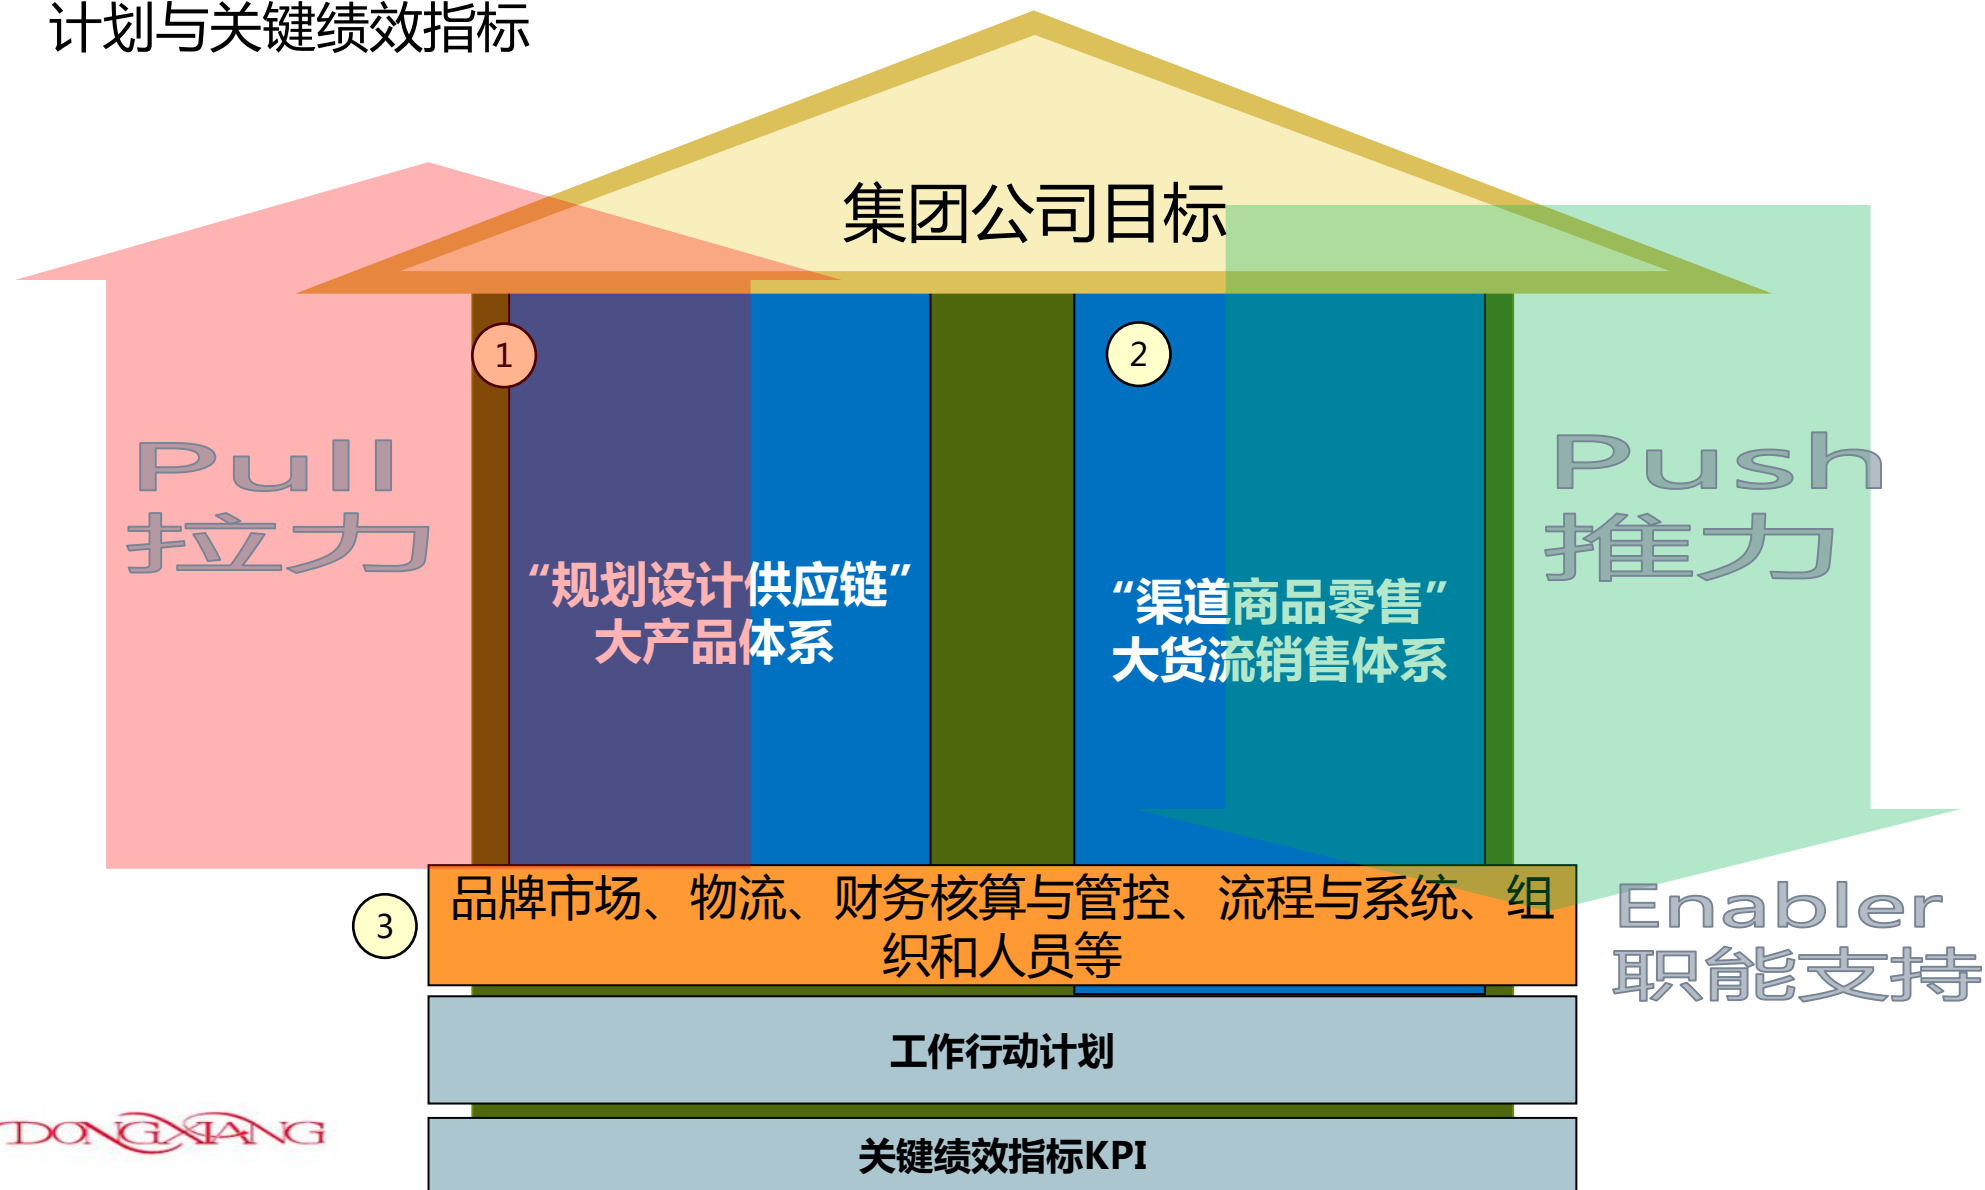 计划与关键绩效指标
集团公司目标
1
2
Pull
拉力
Push
推力
“规划设计供应链”
大产品体系
“渠道商品零售”
大货流销售体系
3
品牌市场、物流、财务核算与管控、流程与系统、组
织和人员等
Enabler
职能支持
工作行动计划
DONGXIANG
关键绩效指标KPI